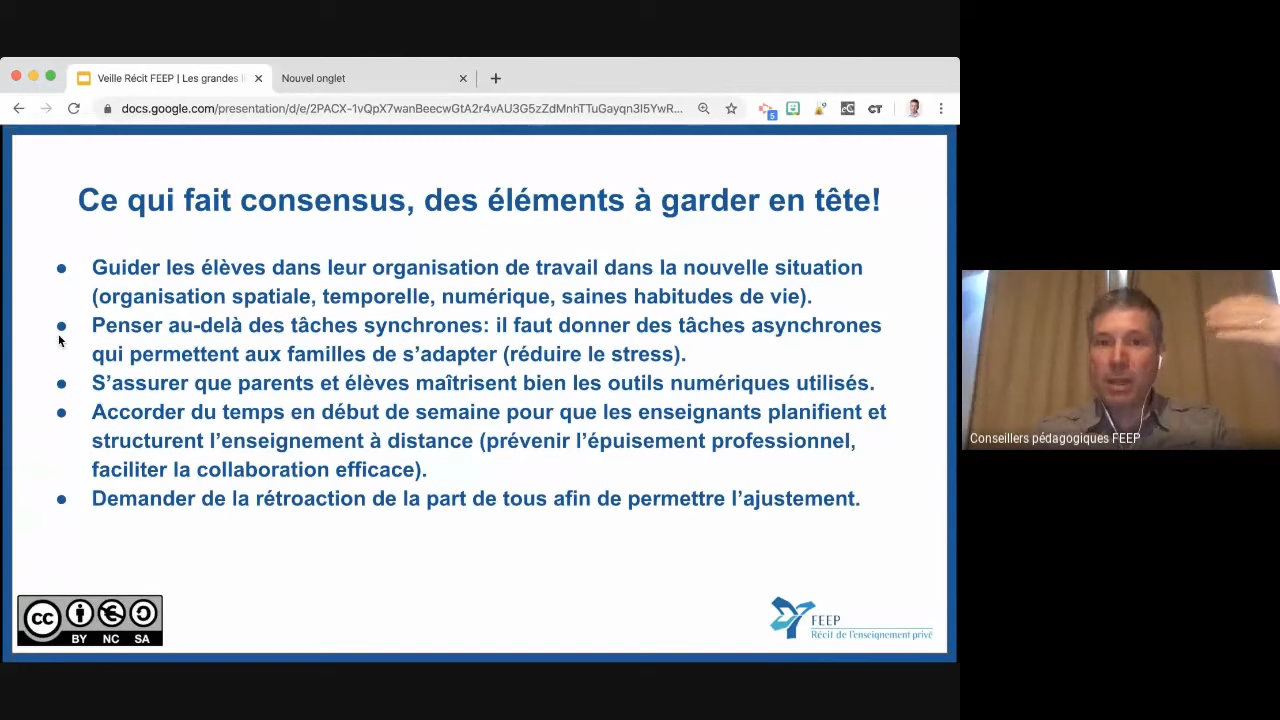 Veille Récit FEEP | Les grandes l
Nouvel onglet
docs.google.com/presentation/d/e/2PACX-1vQpX7wanBeecwGtA2r4vAU3G5zZdMnhTTuGayqn3I5YwR...
5
Ce qui fait consensus, des éléments à garder en tête!
● Guider les élèves dans leur organisation de travail dans la nouvelle situation
(organisation spatiale, temporelle, numérique, saines habitudes de vie).
● Penser au-delà des tâches synchrones: il faut donner des tâches asynchrones
qui permettent aux familles de s’adapter (réduire le stress).
● S’assurer que parents et élèves maîtrisent bien les outils numériques utilisés.
● Accorder du temps en début de semaine pour que les enseignants planifient et
structurent l’enseignement à distance (prévenir l’épuisement professionnel,
faciliter la collaboration efficace).
● Demander de la rétroaction de la part de tous afin de permettre l’ajustement.
Conseillers pédagogiques FEEP
cc
BY NC SA
FEEP
Récit de l'enseignement privé